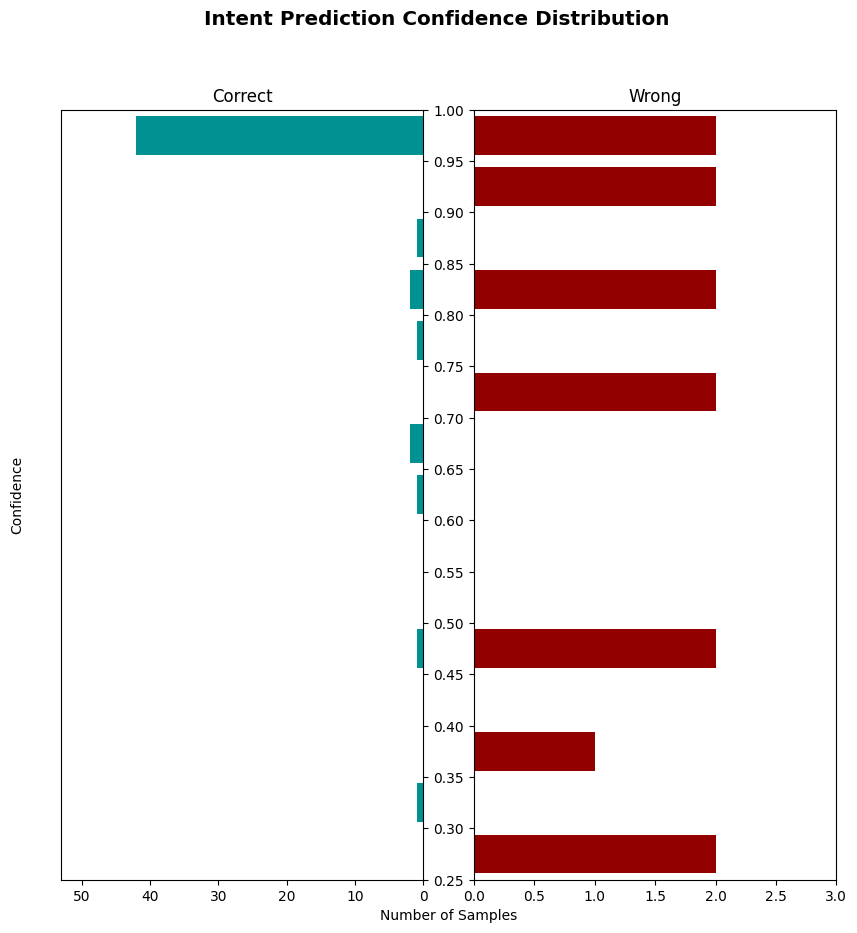 Intent Prediction Confidence Distribution
Correct
Wrong
1.00
0.95
0.90
0.85
0.80
0.75
0.70
0.65
0.60
0.55
0.50
0.45
0.40
0.35
0.30
0.25
Confidence
50 40 30 20 10 0
0.0 0.5 1.0 1.5 2.0 2.5 3.0
Number of Samples